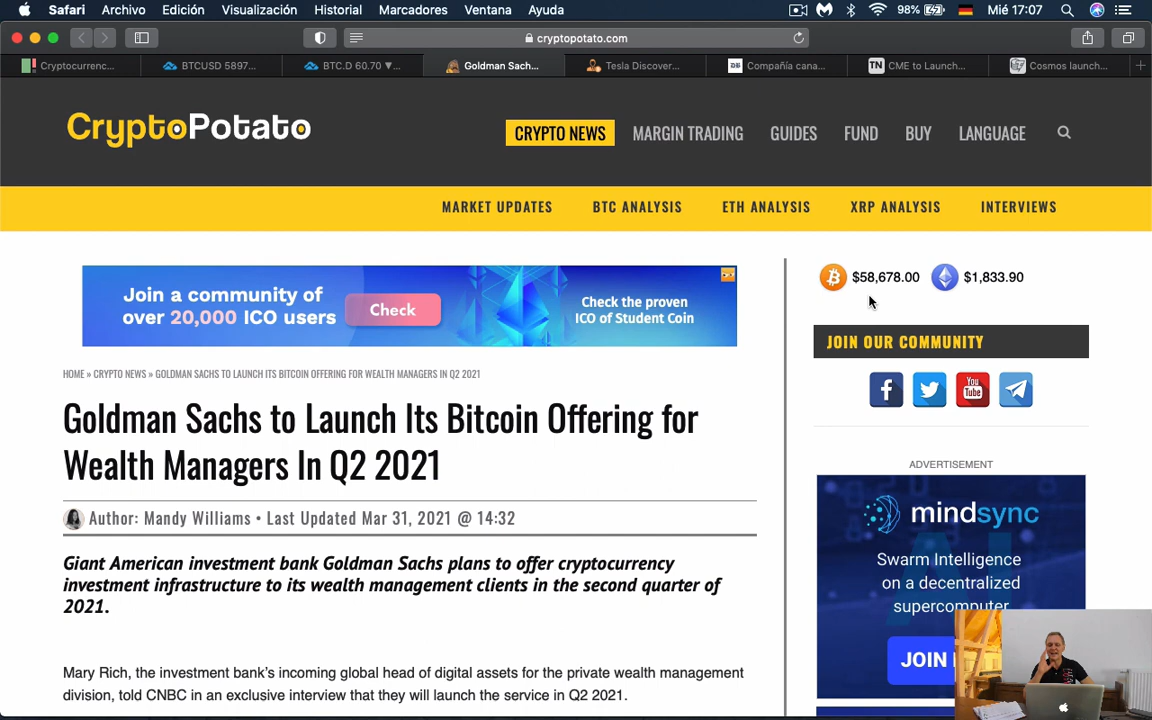 Safari Archivo Edición Visualización Historial Marcadores Ventana Ayuda 98% Mié 17:07
cryptopotato.com
Cryptocurrenc... BTCUSD 5897... BTC.D 60.70 ▼... Goldman Sach... Tesla Discover... Compañía cana... TN CME to Launch... Cosmos launch...
CryptoPotato
CRYPTO NEWS MARGIN TRADING GUIDES FUND BUY LANGUAGE
MARKET UPDATES BTC ANALYSIS ETH ANALYSIS XRP ANALYSIS INTERVIEWS
Join a community of
over 20,000 ICO users
Check
Check the proven
ICO of Student Coin
$58,678.00 $1,833.90
JOIN OUR COMMUNITY
You
Tube
HOME » CRYPTO NEWS » GOLDMAN SACHS TO LAUNCH ITS BITCOIN OFFERING FOR WEALTH MANAGERS IN Q2 2021
Goldman Sachs to Launch Its Bitcoin Offering for
Wealth Managers In Q2 2021
Author: Mandy Williams • Last Updated Mar 31, 2021 @ 14:32
Giant American investment bank Goldman Sachs plans to offer cryptocurrency
investment infrastructure to its wealth management clients in the second quarter of
2021.
Mary Rich, the investment bank's incoming global head of digital assets for the private wealth management
division, told CNBC in an exclusive interview that they will launch the service in Q2 2021.
ADVERTISEMENT
mindsync
Swarm Intelligence
on a decentralized
supercomputer
JOIN